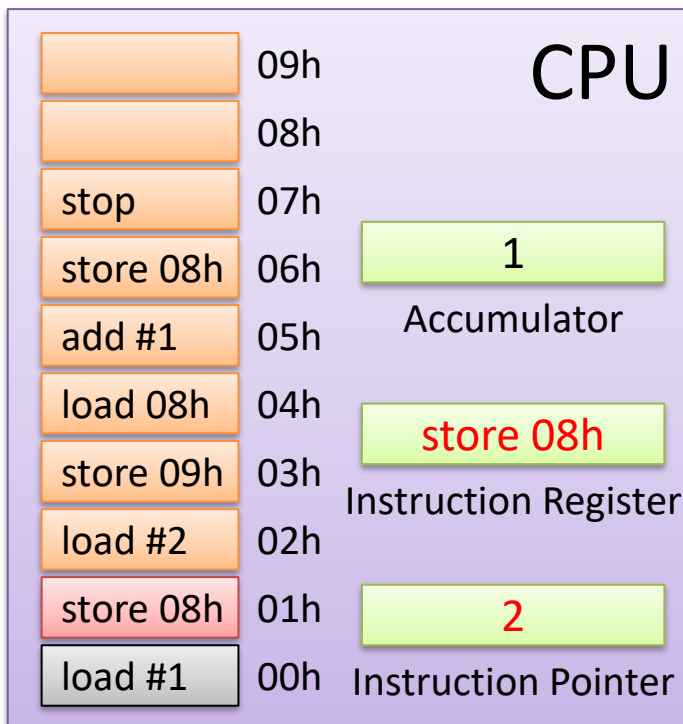 CPU
09h
08h
stop 07h
store 08h 06h
add #1 05h
load 08h 04h
store 09h 03h
load #2 02h
store 08h 01h
load #1 00h
1
Accumulator
store 08h
Instruction Register
2
Instruction Pointer